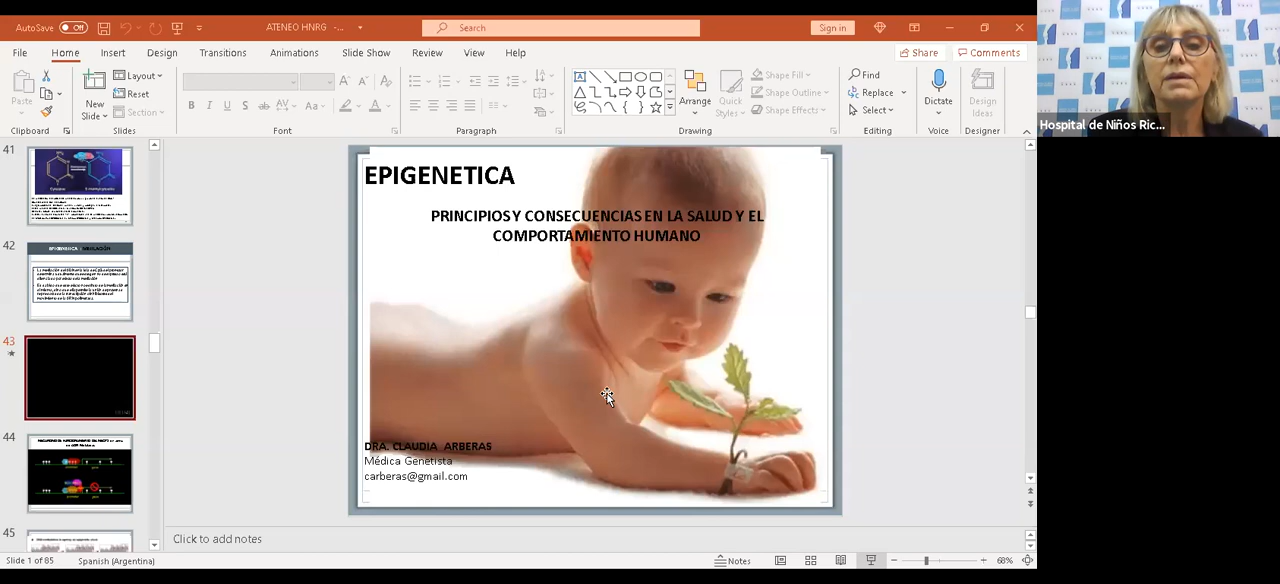 AutoSave Off
ATENEO HNRG -...
Search
Sign in
File Home Insert Design Transitions Animations Slide Show Review View Help
Share Comments
Paste
New
Slide
Layout
Reset
Section
B I U S ab AV Aa A
Arrange
Quick
Styles
Shape Fill
Shape Outline
Shape Effects
Find
Replace
Select
Dictate
Design
Ideas
Clipboard Slides Font Paragraph Drawing Editing Voice Designer
Hospital de Niños Ric...
41
42
43
44
45
EPIGENETICA
PRINCIPIOS Y CONSECUENCIAS EN LA SALUD Y EL
COMPORTAMIENTO HUMANO
DRA. CLAUDIA ARBERAS
Médica Genetista
carberas@gmail.com
Click to add notes
Slide 1 of 85 Spanish (Argentina) Notes 68%